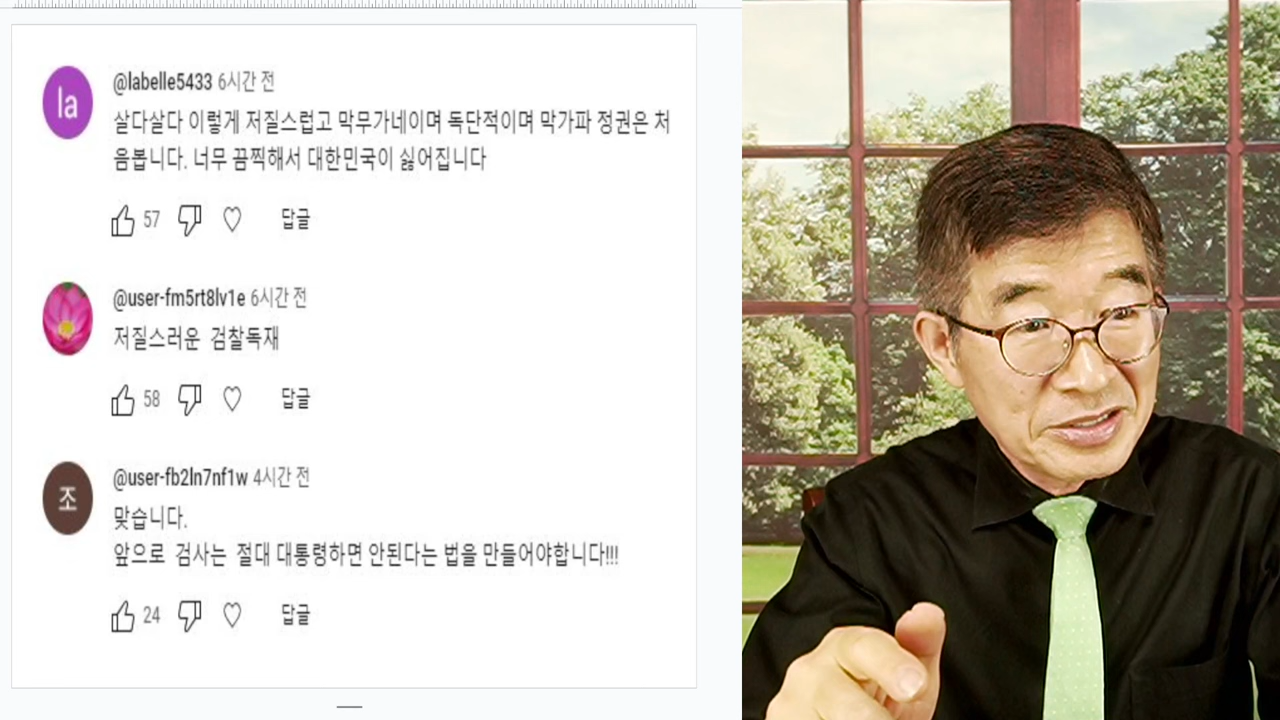 la
@labelle5433 6시간 전
살다살다 이렇게 저질스럽고 막무가네이며 독단적이며 막가파 정권은 처
음봅니다. 너무 끔찍해서 대한민국이 싫어집니다
57
답글
@user-fm5rt8lv1e 6시간 전
저질스러운 검찰독재
58
답글
조
@user-fb2ln7nf1w 4시간 전
맞습니다.
앞으로 검사는 절대 대통령하면 안된다는 법을 만들어야합니다!!!
24
답글